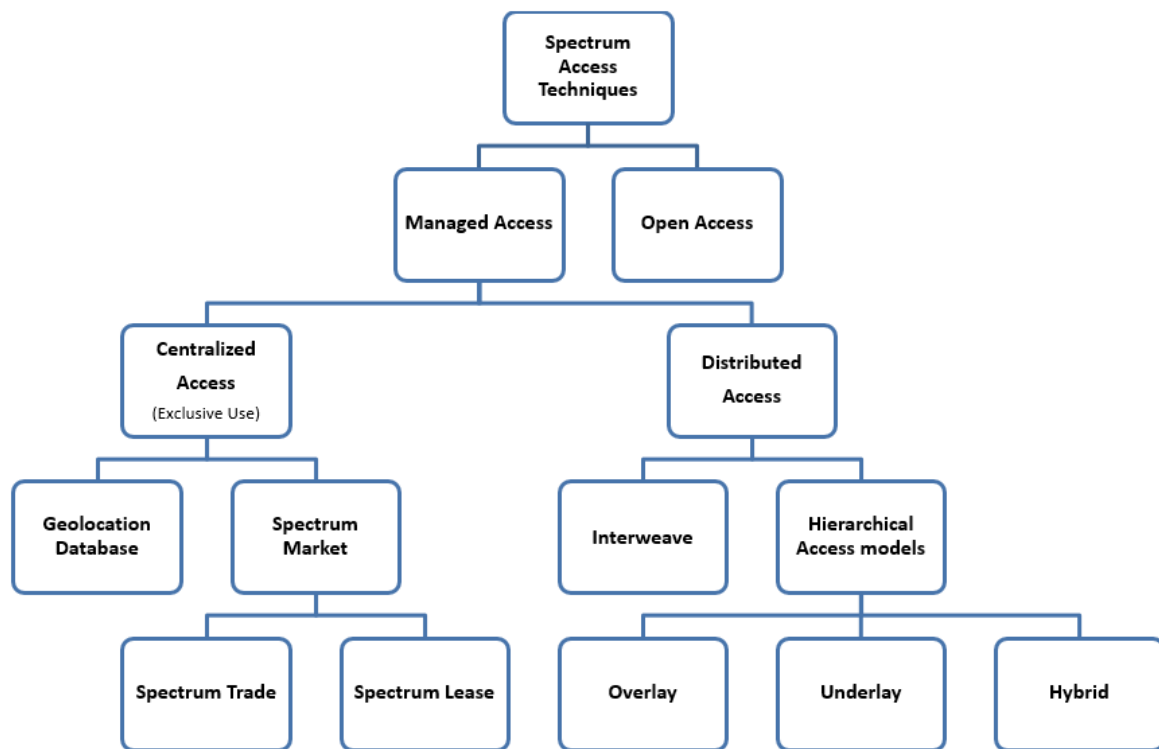 Spectrum
Access
Techniques
Managed Access
Open Access
Centralized
Access
(Exclusive Use)
Distributed
Access
Geolocation
Database
Spectrum
Market
Interweave
Hierarchical
Access models
Spectrum Trade
Spectrum Lease
Overlay
Underlay
Hybrid